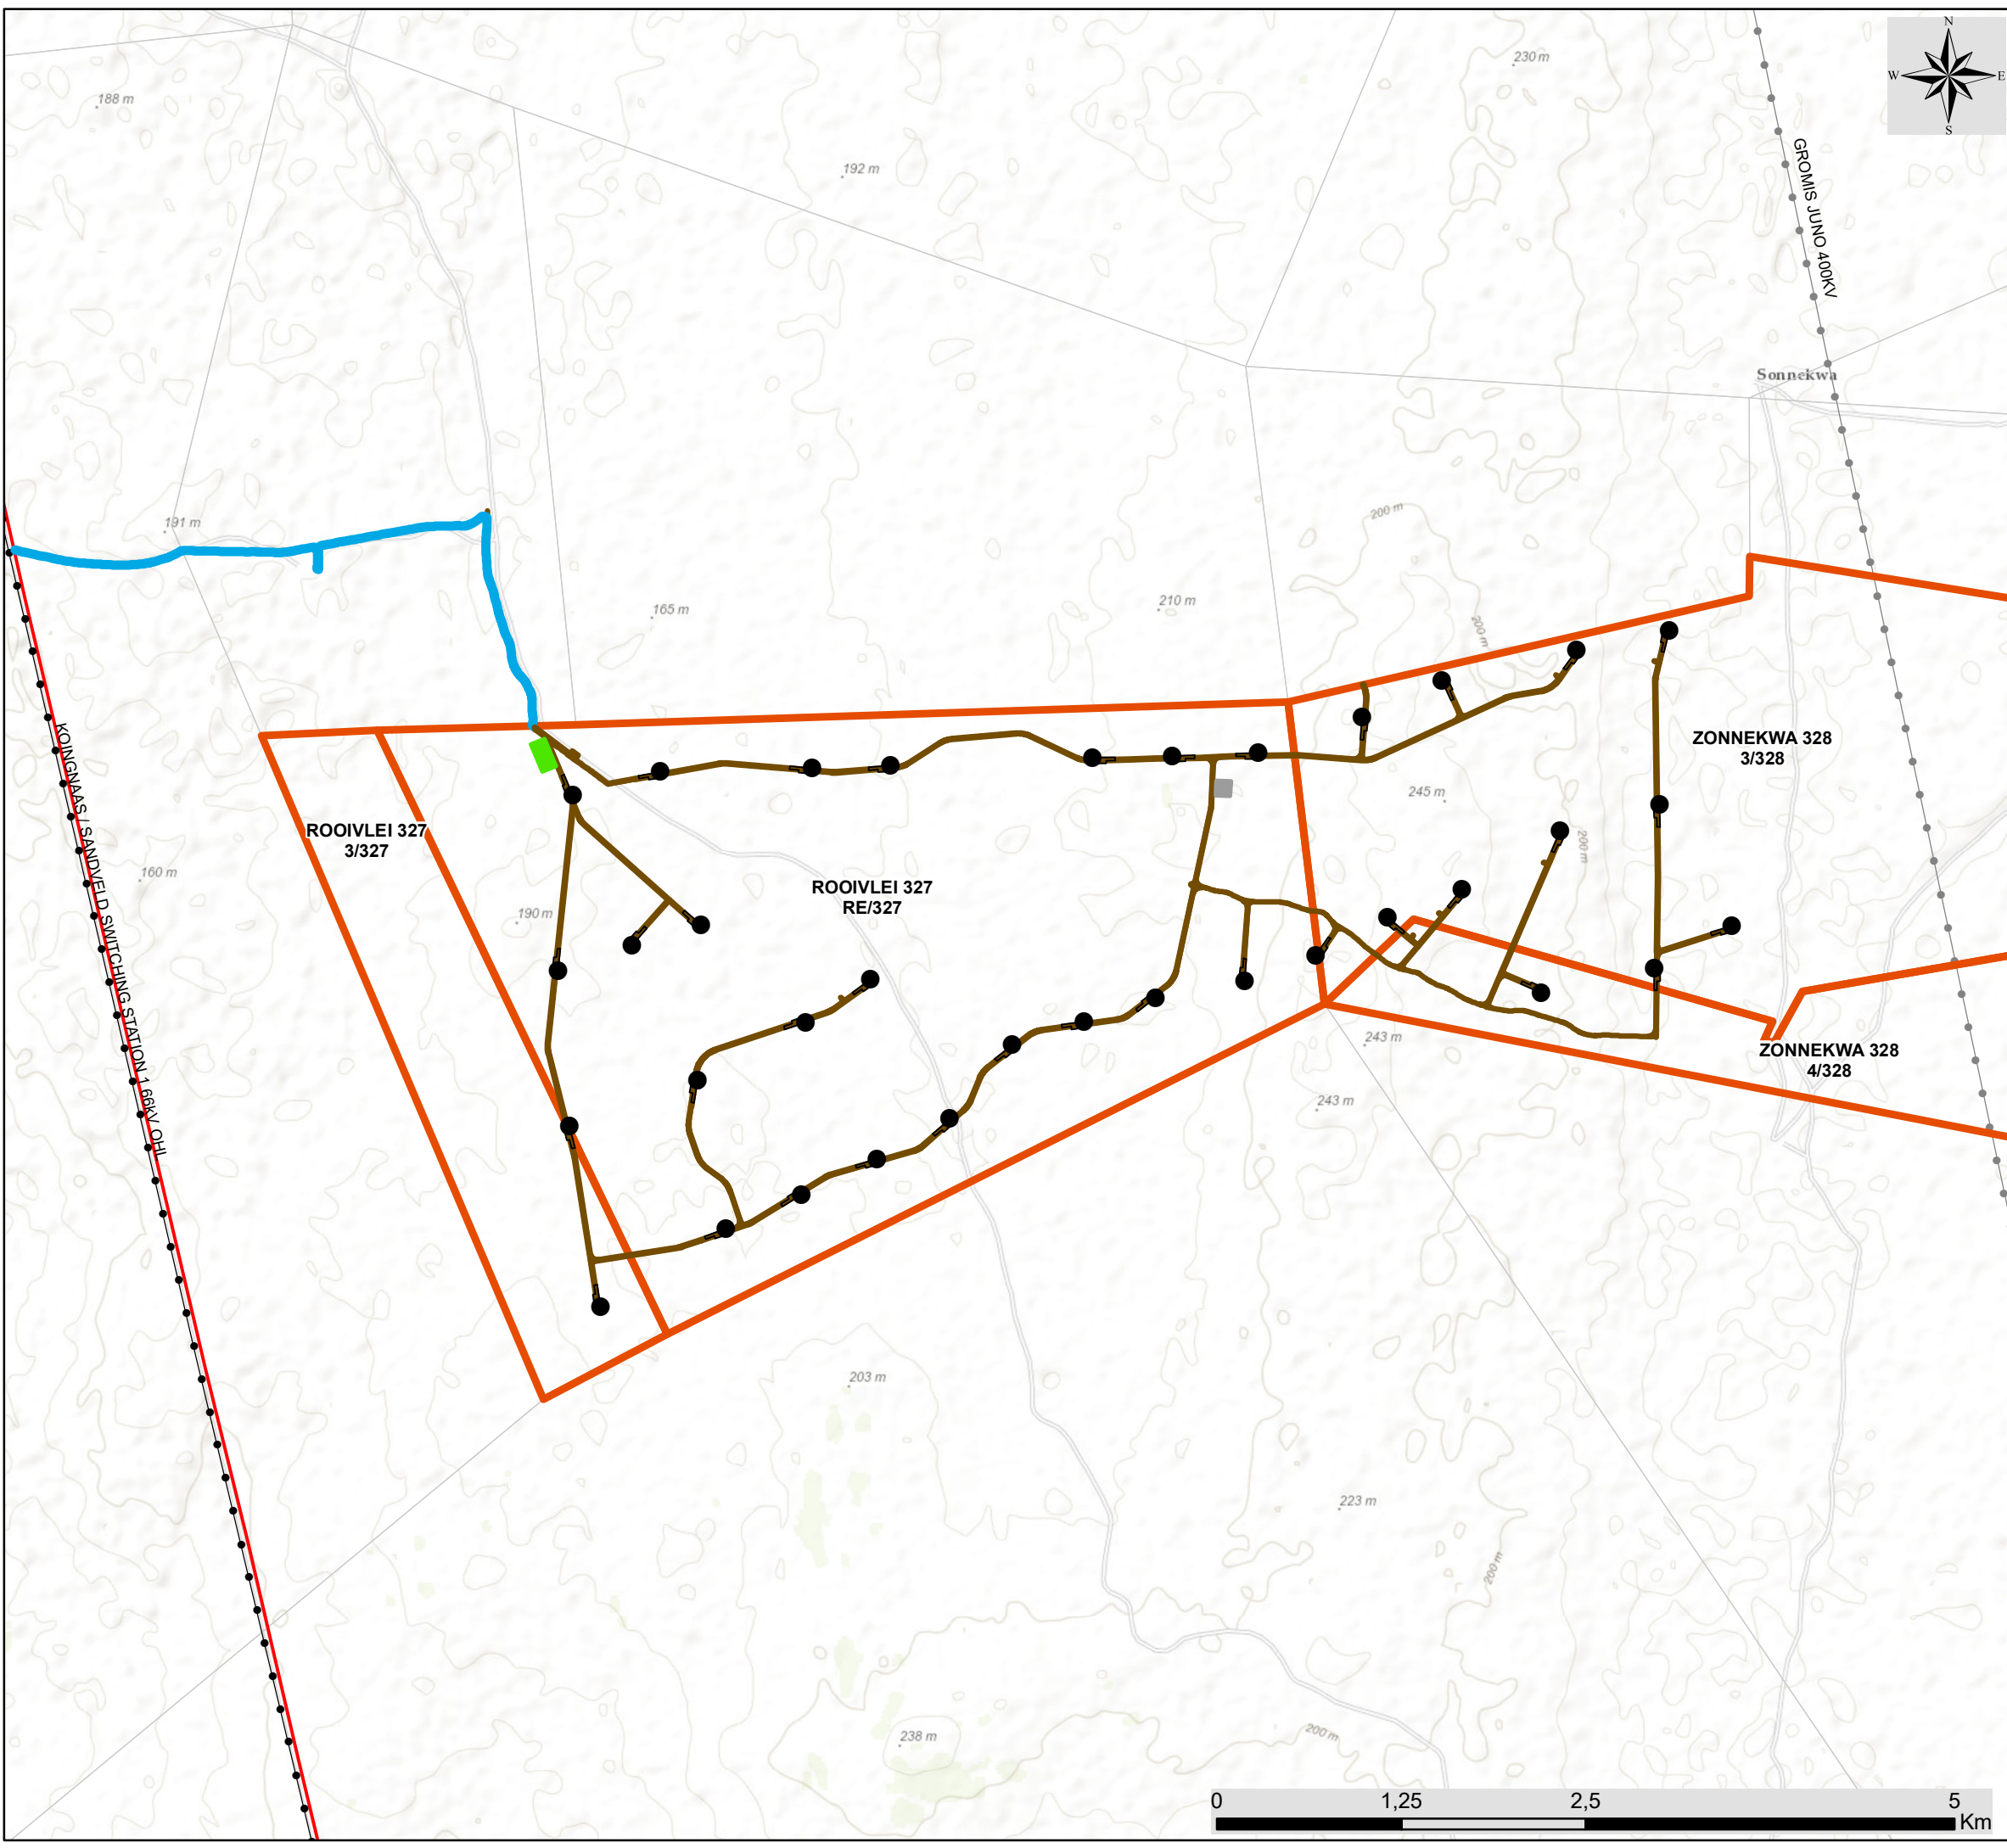 N
W E
S
230 m
188 m
GROMIS JUNO 400KV
192 m
Sonnekwa
200 m
191 m
165 m
210 m
200 m
ZONNEKWA 328
3/328
245 m
ROOIVLEI 327
3/327
200 m
160 m
ROOIVLEI 327
RE/327
190 m
KOINGNAAS / SANDVELD SWITCHING STATION 1 66kV OHL
243 m
ZONNEKWA 328
4/328
243 m
203 m
223 m
200 m
238 m
200 m
0 1,25 2,5 5
Km